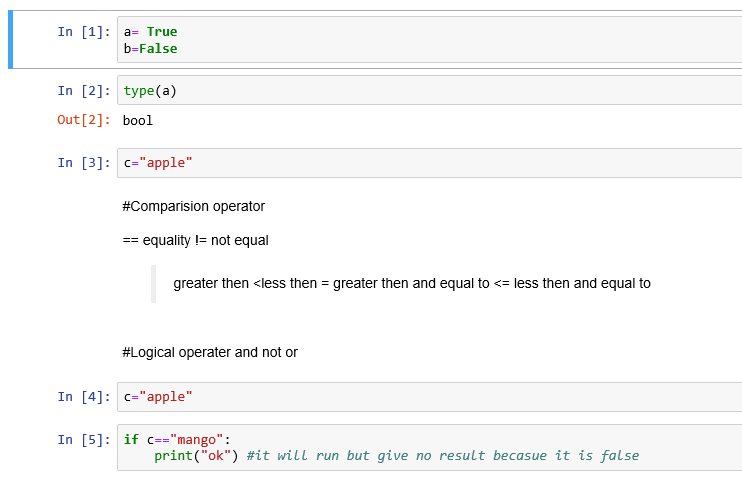 In [1]: a= True
b=False
In [2]: type(a)
Out[2]: bool
In [3]: c="apple"
#Comparision operator
== equality != not equal
greater then <less then = greater then and equal to <= less then and equal to
#Logical operater and not or
In [4]: c="apple"
In [5]: if c=="mango":
print("ok") #it will run but give no result becasue it is false